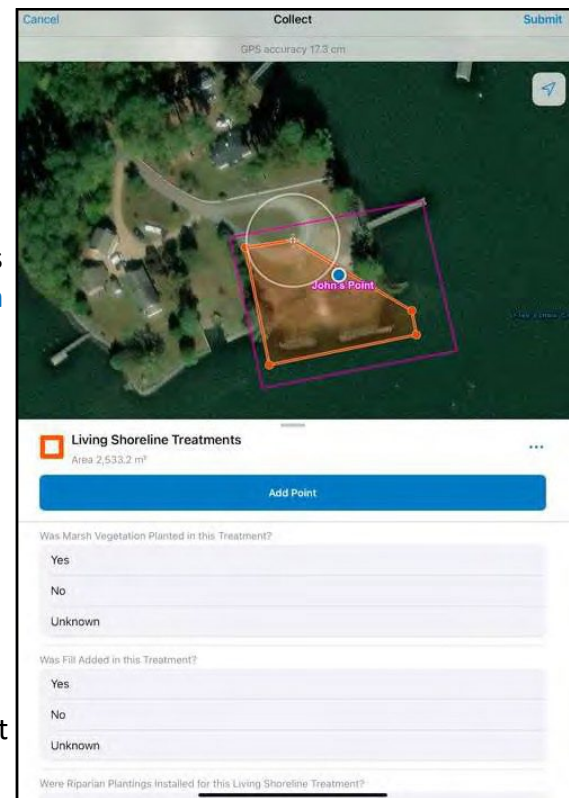 Cancel Collect Submit
GPS accuracy 17.3 cm
s
n
John's Point
Living Shoreline Treatments
Area 2,533.2 m²
Add Point
Was Marsh Vegetation Planted in this Treatment?
Yes
No
Unknown
Was Fill Added in this Treatment?
Yes
No
t
Unknown
Were Riparian Plantings Installed for this Living Shoreline Treatment?